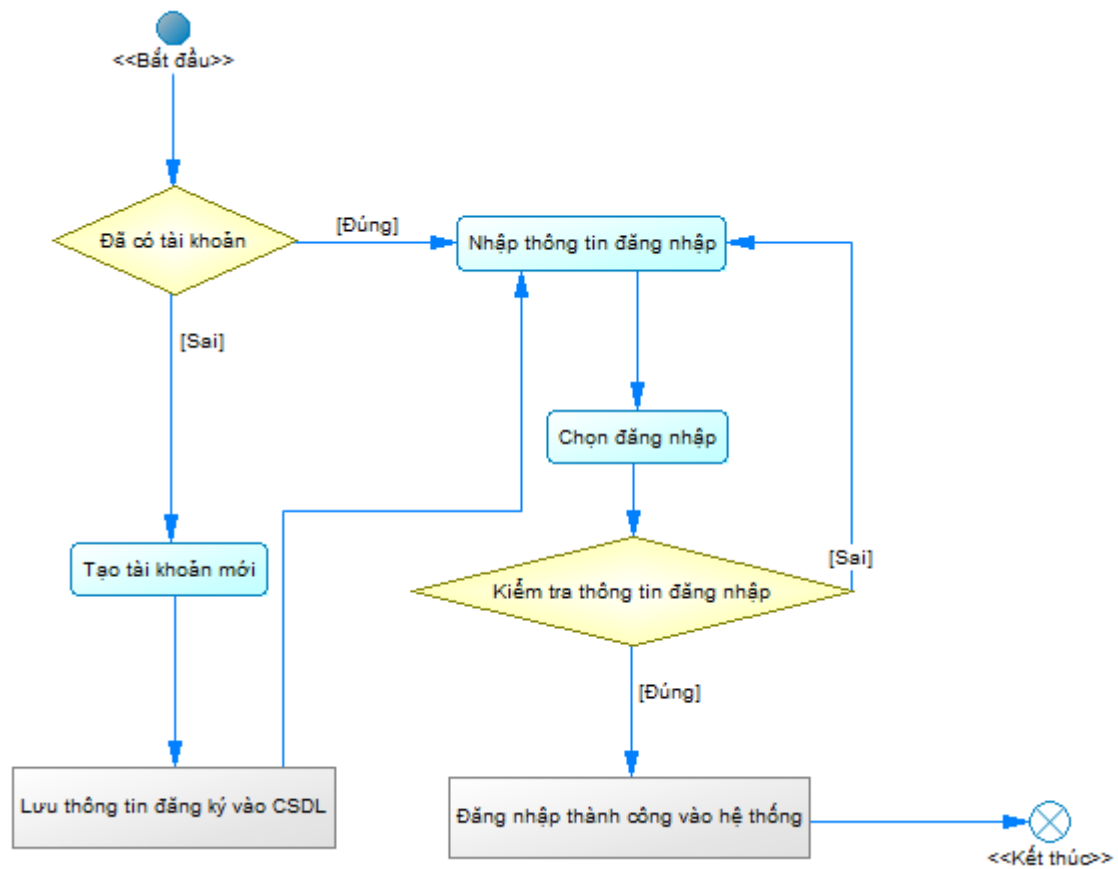 <<Bắt đầu>>
Đã có tài khoản
[Đúng]
Nhập thông tin đăng nhập
[Sai]
Chọn đăng nhập
Tạo tài khoản mới
[Sai]
Kiểm tra thông tin đăng nhập
[Đúng]
Lưu thông tin đăng ký vào CSDL
Đăng nhập thành công vào hệ thống
<<Kết thúc>>